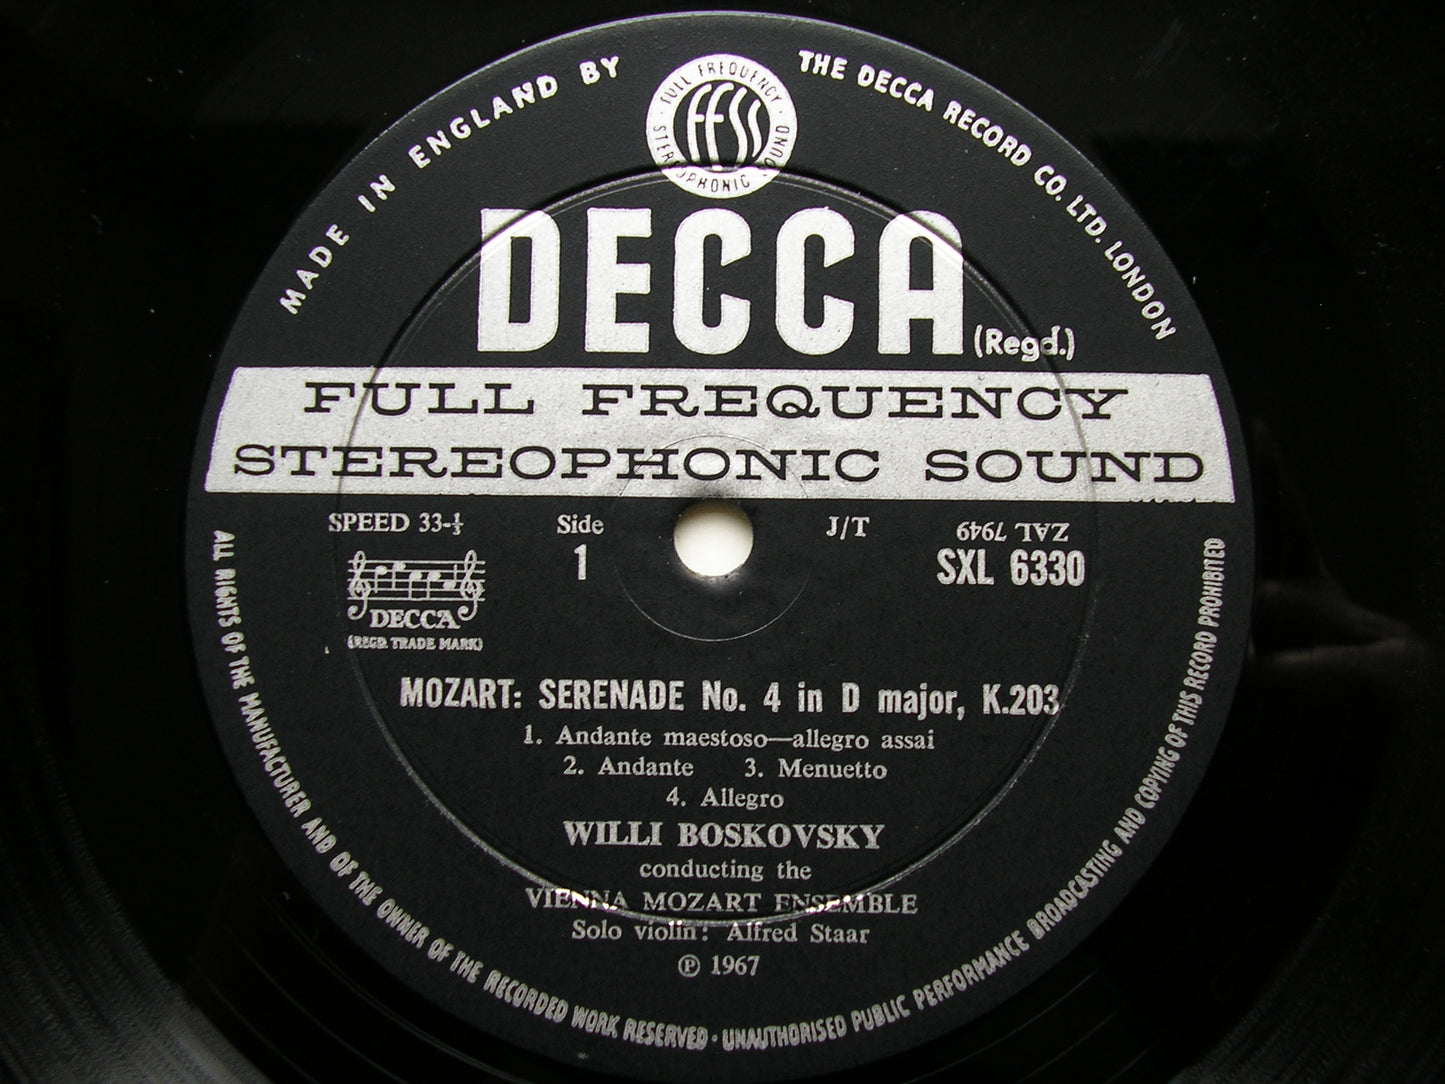 MADE IN ENGLAND BY
THE DECCA RECORD CO. LTD. LONDON
FULL FREQUENCY
FFSS
STEREOPHONIC SOUND
DECCA (Regd.)
FULL FREQUENCY
STEREOPHONIC SOUND
SPEED 33-⅓
Side
1
J/T
ZAL 7949
SXL 6330
DECCA
(REGD. TRADE MARK)
MOZART: SERENADE No. 4 in D major, K.203
1. Andante maestoso—allegro assai
2. Andante 3. Menuetto
4. Allegro
WILLI BOSKOVSKY
conducting the
VIENNA MOZART ENSEMBLE
Solo violin: Alfred Staar
℗ 1967
ALL RIGHTS OF THE MANUFACTURER AND OF THE OWNER OF THE RECORDED WORK RESERVED · UNAUTHORISED PUBLIC PERFORMANCE BROADCASTING AND COPYING OF THIS RECORD PROHIBITED